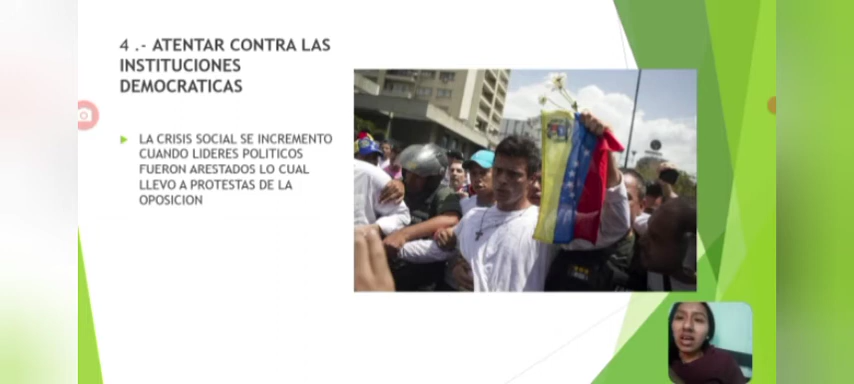 4 .- ATENTAR CONTRA LAS
INSTITUCIONES
DEMOCRATICAS
LA CRISIS SOCIAL SE INCREMENTO
CUANDO LIDERES POLITICOS
FUERON ARESTADOS LO CUAL
LLEVO A PROTESTAS DE LA
OPOSICION